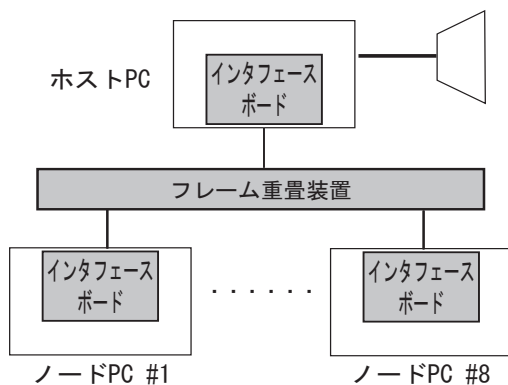 ホストPC
インタフェース
ボード
フレーム重畳装置
インタフェース
ボード
......
インタフェース
ボード
ノードPC #1
ノードPC #8